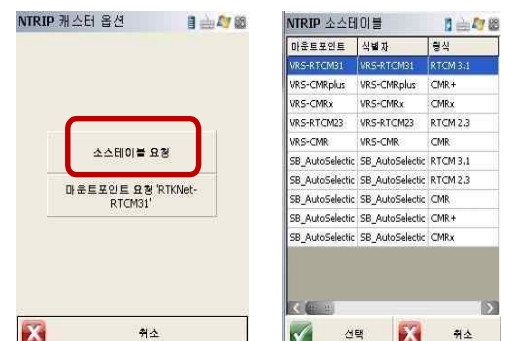 NTRIP 캐스터 옵션
소스테이블 요청
마운트포인트 요청 'RTKNet-
RTCM31'
취소
NTRIP 소스테이블
마운트포인트 식별자 형식
VRS-RTCM31 VRS-RTCM31 RTCM 3.1
VRS-CMRplus VRS-CMRplus CMR+
VRS-CMRx VRS-CMRx CMRx
VRS-RTCM23 VRS-RTCM23 RTCM 2.3
VRS-CMR VRS-CMR CMR
SB_AutoSelectic SB_AutoSelectic RTCM 3.1
SB_AutoSelectic SB_AutoSelectic RTCM 2.3
SB_AutoSelectic SB_AutoSelectic CMR
SB_AutoSelectic SB_AutoSelectic CMR+
SB_AutoSelectic SB_AutoSelectic CMRx
선택 취소